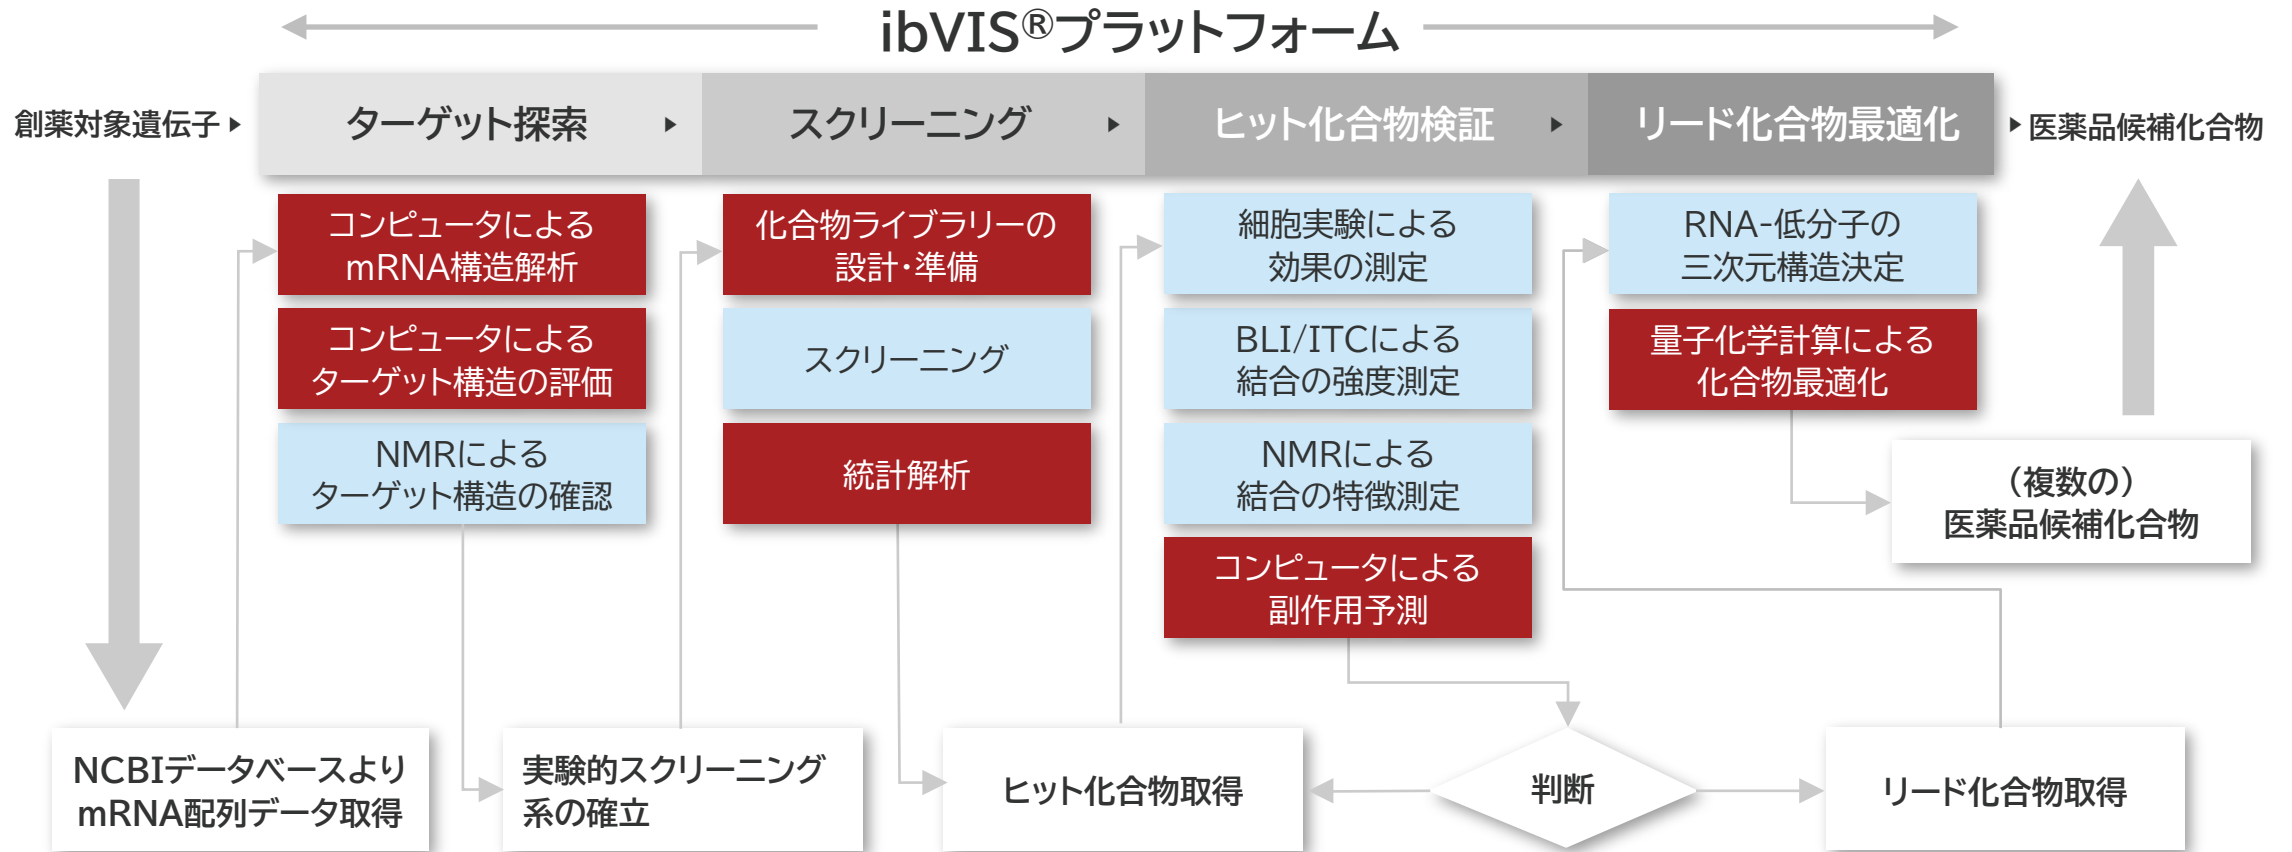 ibVIS®プラットフォーム
創薬対象遺伝子
ターゲット探索
スクリーニング
ヒット化合物検証
リード化合物最適化
医薬品候補化合物
コンピュータによる
mRNA構造解析
コンピュータによる
ターゲット構造の評価
NMRによる
ターゲット構造の確認
化合物ライブラリーの
設計・準備
スクリーニング
統計解析
細胞実験による
効果の測定
BLI/ITCによる
結合の強度測定
NMRによる
結合の特徴測定
コンピュータによる
副作用予測
RNA-低分子の
三次元構造決定
量子化学計算による
化合物最適化
（複数の）
医薬品候補化合物
NCBIデータベースより
mRNA配列データ取得
実験的スクリーニング
系の確立
ヒット化合物取得
判断
リード化合物取得